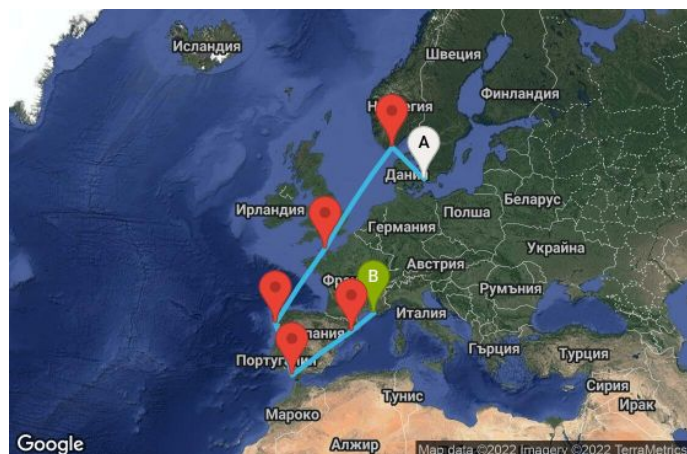 Исландия
Швеция
Финландия
A
Дания
Ирландия
Беларус
Полша
Германия
Украйна
Австрия
B
Румъния
Италия
Гърция
Турция
Португалия
Сирия
Тунис
Ирак
Мароко
Алжир
Google
Map data ©2022 Imagery ©2022 TerraMetrics